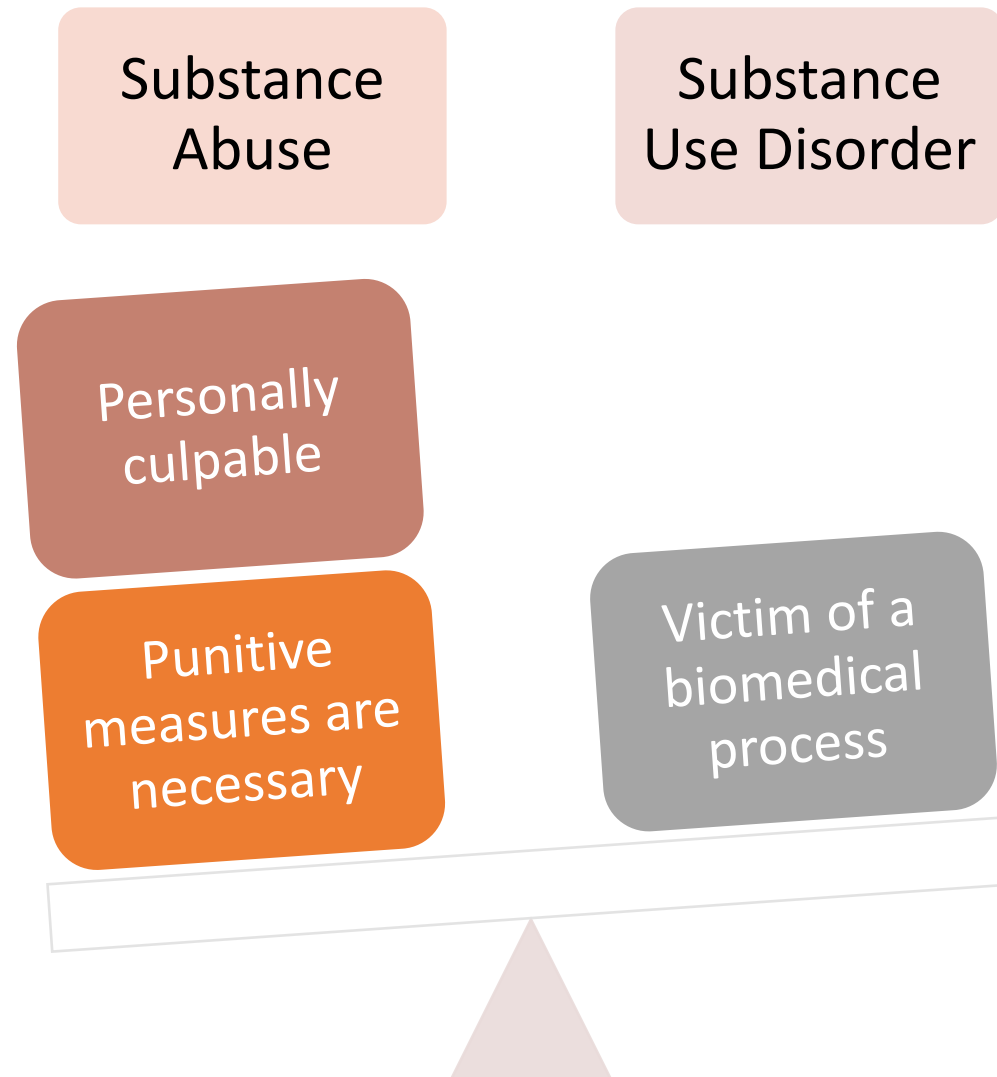 Substance
Abuse
Substance
Use Disorder
Personally
culpable
Punitive
measures are
necessary
Victim of a
biomedical
process